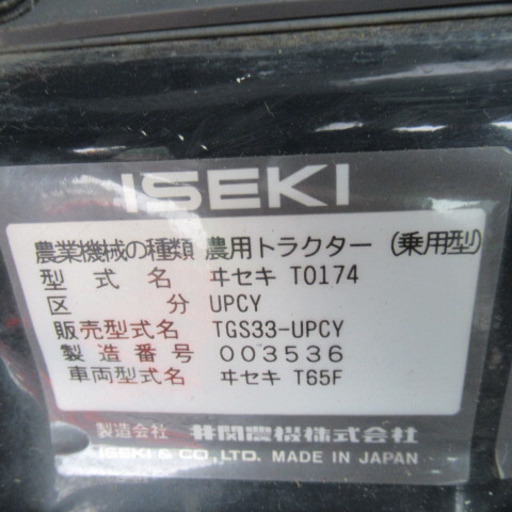 ISEKI
農業機械の種類 農用トラクター (乗用型)
型式名 ヰセキ T0174
区分 UPCY
販売型式名 TGS33-UPCY
製造番号 003536
車両型式名 ヰセキ T65F
製造会社 井関農機株式会社
ISEKI & CO., LTD. MADE IN JAPAN